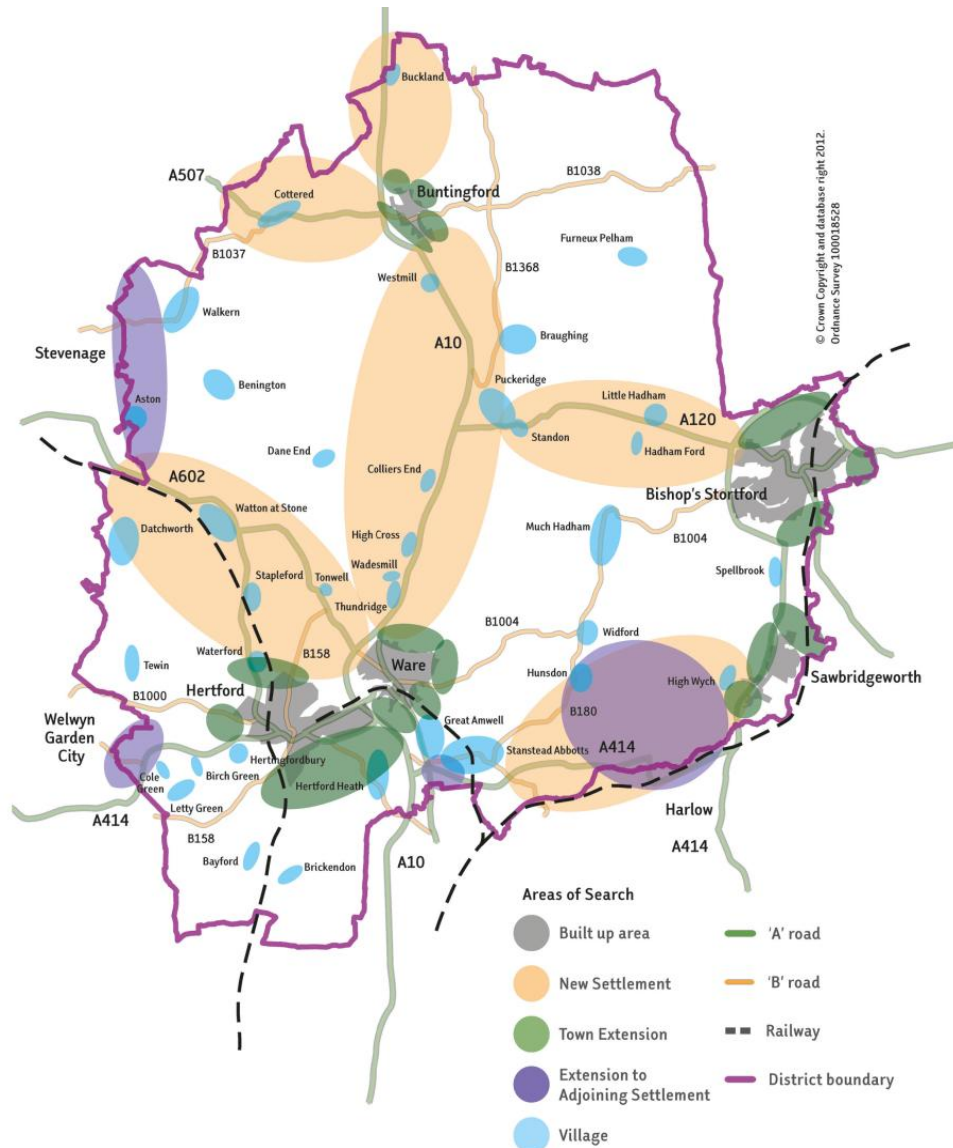 Buckland
A507
Buntingford
B1038
Cottered
© Crown Copyright and database right 2012.
Ordnance Survey 100018528
B1037
Furneux Pelham
B1368
Westmill
Walkern
A10
Braughing
Stevenage
Puckeridge
Benington
Little Hadham
Aston
A120
Standon
Hadham Ford
Dane End
A602
Colliers End
Bishop's Stortford
Watton at Stone
Datchworth
Much Hadham
High Cross
B1004
Wadesmill
Spellbrook
Stapleford
Tonwell
Thundridge
B1004
Widford
Waterford
B158
Ware
Tewin
Hunsdon
High Wych
Sawbridgeworth
Hertford
B1000
B180
Welwyn
Garden
City
Great Amwell
Stanstead Abbotts
A414
Hertingfordbury
Cole
Green
Birch Green
Hertford Heath
Letty Green
Harlow
A414
B158
A414
Bayford
A10
Brickendon
Areas of Search
Built up area
'A' road
New Settlement
'B' road
Town Extension
Railway
Extension to
Adjoining Settlement
District boundary
Village